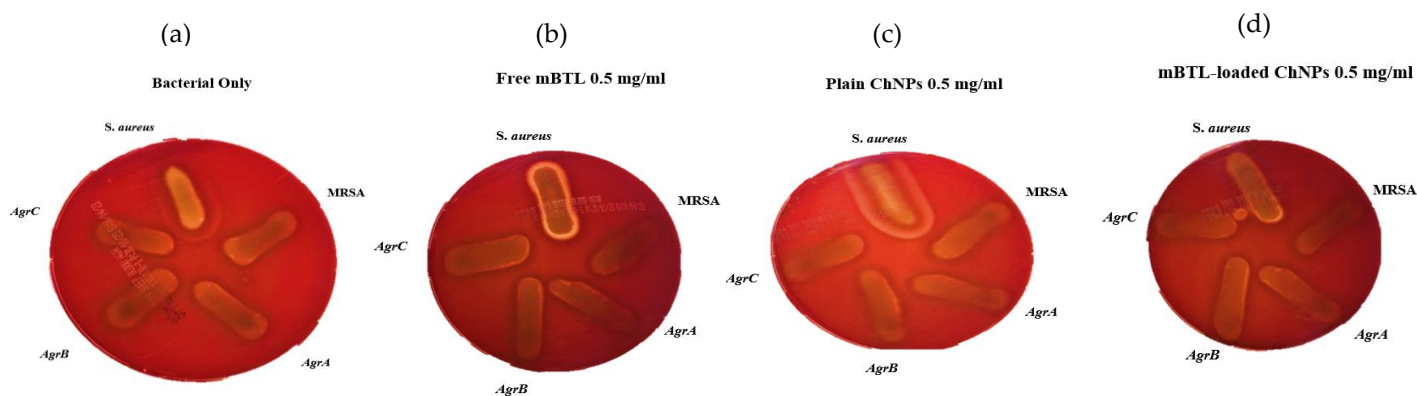 (a)
Bacterial Only
S. aureus
MRSA
AgrA
AgrB
AgrC
(b)
Free mBTL 0.5 mg/ml
S. aureus
MRSA
AgrA
AgrB
AgrC
(c)
Plain ChNPs 0.5 mg/ml
S. aureus
MRSA
AgrA
AgrB
AgrC
(d)
mBTL-loaded ChNPs 0.5 mg/ml
S. aureus
MRSA
AgrA
AgrB
AgrC